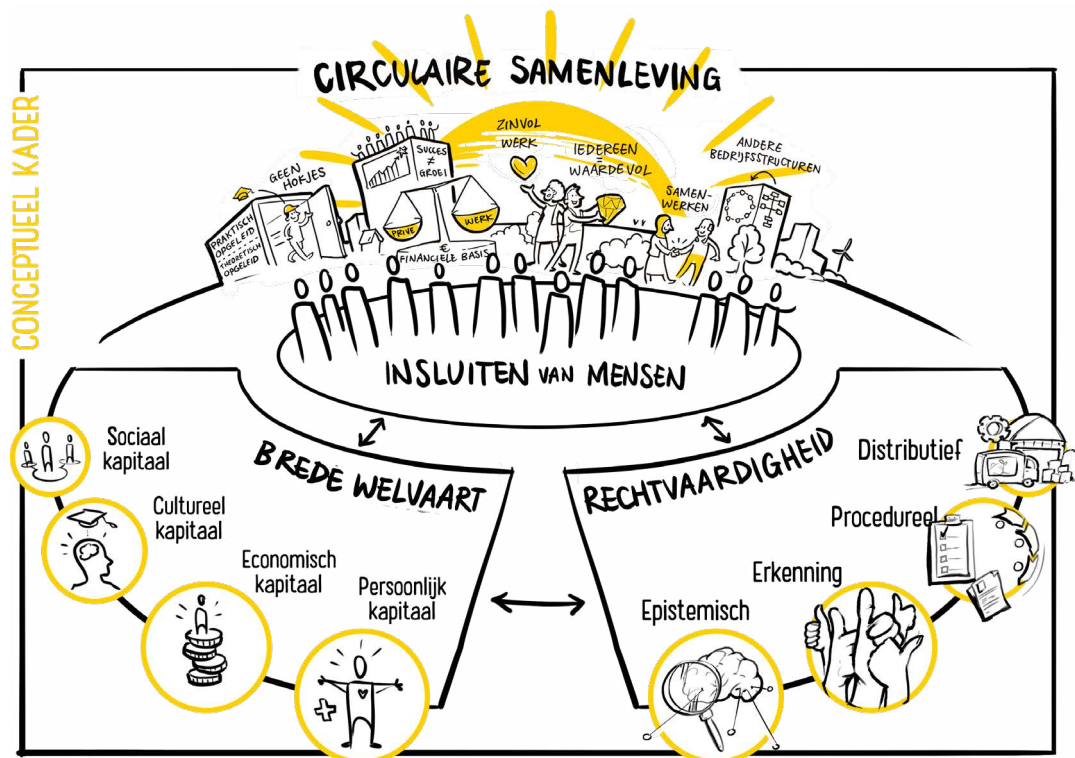 CONCEPTUEEL KADER
CIRCULAIRE SAMENLEVING
GEEN
HOKJES
PRAKTISCH
OPGELEID
THEORETISCH
OPGELEID
SUCCES
≠
GROEI
PRIVÉ
WERK
€
FINANCIËLE BASIS
ZINVOL
WERK
IEDEREEN
=
WAARDEVOL
SAMEN-
WERKEN
ANDERE
BEDRIJFSSTRUCTUREN
INSLUITEN VAN MENSEN
BREDE WELVAART
Sociaal
kapitaal
Cultureel
kapitaal
Economisch
kapitaal
Persoonlijk
kapitaal
RECHTVAARDIGHEID
Distributief
Procedureel
Erkenning
Epistemisch